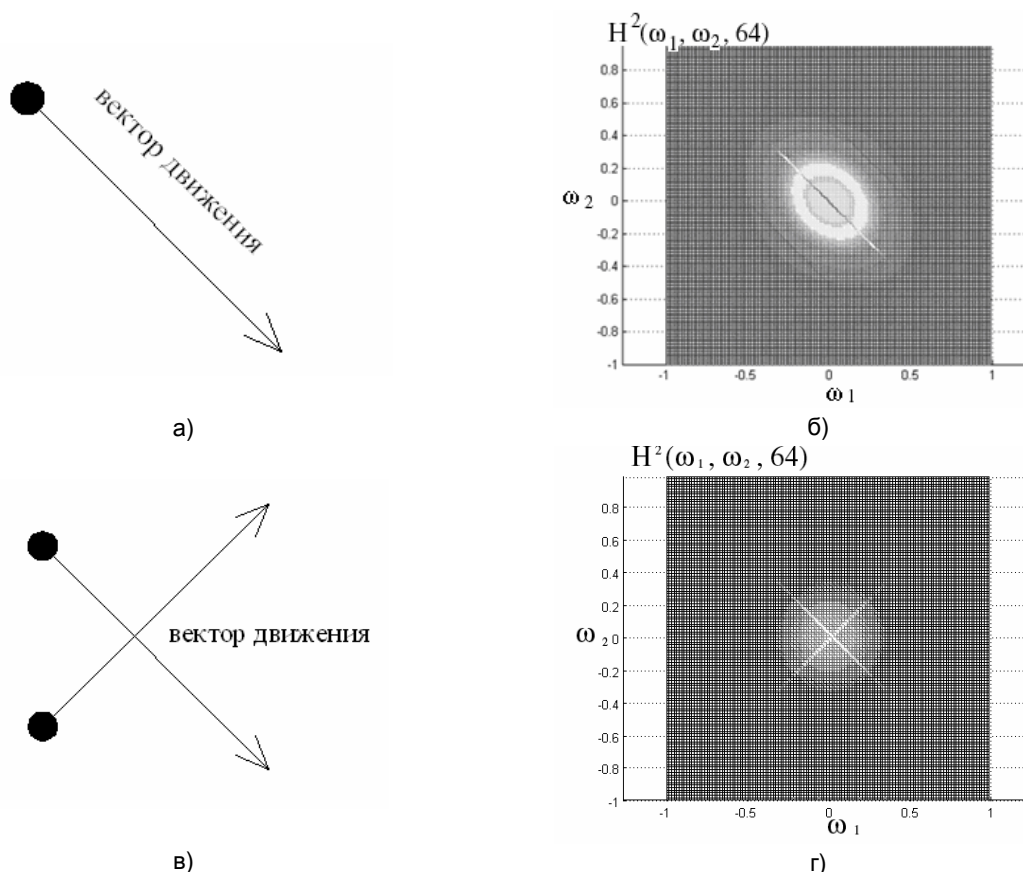 вектор движения
H²(ω₁, ω₂, 64)
0.8
0.6
0.4
0.2
ω₂ 0
-0.2
-0.4
-0.6
-0.8
-1
-1 -0.5 0 0.5 1
ω₁
а)
б)
вектор движения
H²(ω₁, ω₂, 64)
0.8
0.6
0.4
0.2
ω₂ 0
-0.2
-0.4
-0.6
-0.8
-1
-1 -0.5 0 0.5 1
ω₁
в)
г)